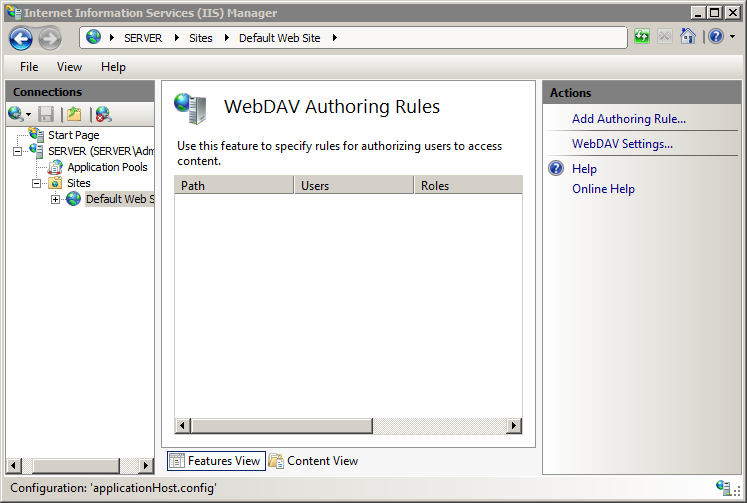 Internet Information Services (IIS) Manager
SERVER Sites Default Web Site
File View Help
Connections
Start Page
SERVER (SERVER\Adm
Application Pools
Sites
Default Web S
WebDAV Authoring Rules
Use this feature to specify rules for authorizing users to access
content.
Path Users Roles
Features View Content View
Actions
Add Authoring Rule...
WebDAV Settings...
Help
Online Help
Configuration: 'applicationHost.config'